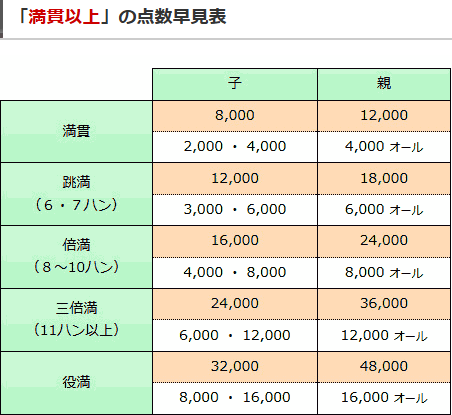 「満貫以上」の点数早見表
子 親
満貫 8,000 12,000
2,000 ・ 4,000 4,000 オール
跳満 12,000 18,000
（６・７ハン） 3,000 ・ 6,000 6,000 オール
倍満 16,000 24,000
（８～10ハン） 4,000 ・ 8,000 8,000 オール
三倍満 24,000 36,000
（11ハン以上） 6,000 ・ 12,000 12,000 オール
役満 32,000 48,000
8,000 ・ 16,000 16,000 オール